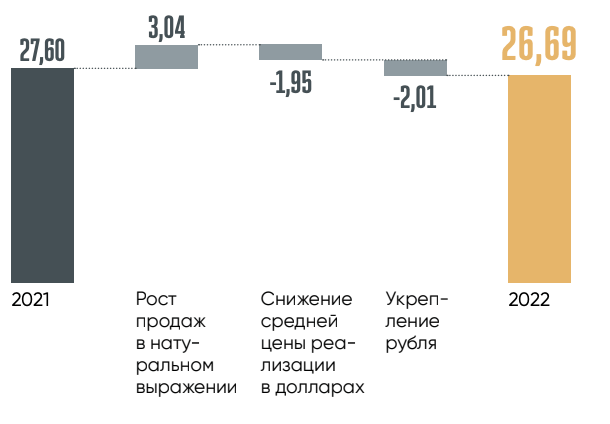 27,60
3,04
-1,95
-2,01
26,69
2021
Рост
продаж
в нату-
ральном
выражении
Снижение
средней
цены реа-
лизации
в долларах
Укреп-
ление
рубля
2022